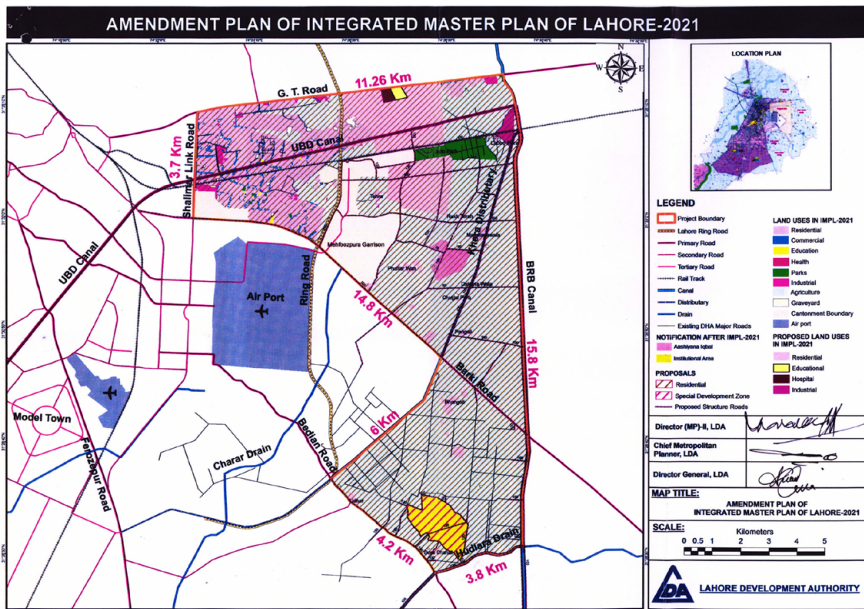 AMENDMENT PLAN OF INTEGRATED MASTER PLAN OF LAHORE-2021
N
W
E
S
G. T. Road
11.26 Km
3.7 Km
Shalimar Link Road
UBD Canal
UBD Canal
Khaira Distributary
Mehfoozpura Garrison
Air Port
Ring Road
14.8 Km
BRB Canal
15.8 Km
Barki Road
6 Km
Model Town
Ferozepur Road
Charar Drain
Bedian Road
4.2 Km
Hudiara Drain
3.8 Km
LOCATION PLAN
LEGEND
Project Boundary
Lahore Ring Road
Primary Road
Secondary Road
Tertiary Road
Rail Track
Canal
Distributary
Drain
Existing DHA Major Roads
NOTIFICATION AFTER IMPL-2021
Aashiyana Iqbal
Institutional Area
PROPOSALS
Residential
Special Development Zone
Proposed Structure Roads
LAND USES IN IMPL-2021
Residential
Commercial
Education
Health
Parks
Industrial
Agriculture
Graveyard
Cantonment Boundary
Air port
PROPOSED LAND USES
IN IMPL-2021
Residential
Educational
Hospital
Industrial
Director (MP)-II, LDA
Chief Metropolitan
Planner, LDA
Director General, LDA
MAP TITLE:
AMENDMENT PLAN OF
INTEGRATED MASTER PLAN OF LAHORE-2021
SCALE:
Kilometers
0 0.5 1 2 3 4 5
LDA
LAHORE DEVELOPMENT AUTHORITY